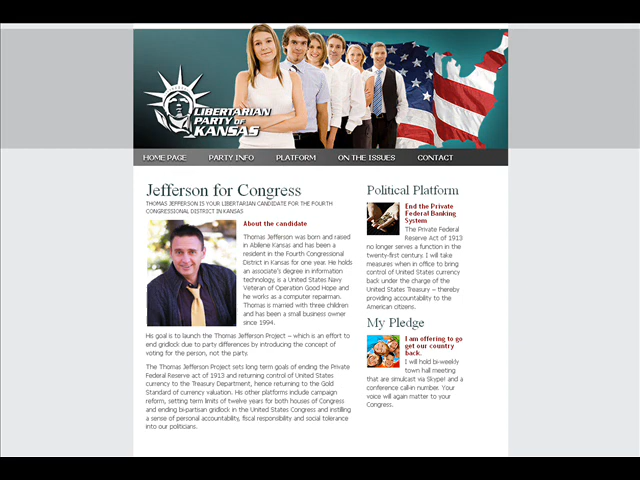 LIBERTARIAN
PARTY OF
KANSAS
HOME PAGE PARTY INFO PLATFORM ON THE ISSUES CONTACT
Jefferson for Congress
THOMAS JEFFERSON IS YOUR LIBERTARIAN CANDIDATE FOR THE FOURTH
CONGRESSIONAL DISTRICT IN KANSAS
About the candidate
Thomas Jefferson was born and raised
in Abilene Kansas and has been a
resident in the Fourth Congressional
District in Kansas for one year. He holds
an associate's degree in information
technology, is a United States Navy
Veteran of Operation Good Hope and
he works as a computer repairman.
Thomas is married with three children
and has been a small business owner
since 1994.
His goal is to launch the Thomas Jefferson Project – which is an effort to
end gridlock due to party differences by introducing the concept of
voting for the person, not the party.
The Thomas Jefferson Project sets long term goals of ending the Private
Federal Reserve act of 1913 and returning control of United States
currency to the Treasury Department, hence returning to the Gold
Standard of currency valuation. His other platforms include campaign
reform, setting term limits of twelve years for both houses of Congress
and ending bi-partisan gridlock in the United States Congress and instilling
a sense of personal accountability, fiscal responsibility and social tolerance
into our politicians.
Political Platform
End the Private
Federal Banking
System
The Private Federal
Reserve Act of 1913
no longer serves a function in the
twenty-first century. I will take
measures when in office to bring
control of United States currency
back under the charge of the
United States Treasury – thereby
providing accountability to the
American citizens.
My Pledge
I am offering to go
get our country
back.
I will hold bi-weekly
town hall meeting
that are simulcast via Skype! and a
conference call-in number. Your
voice will again matter to your
Congress.